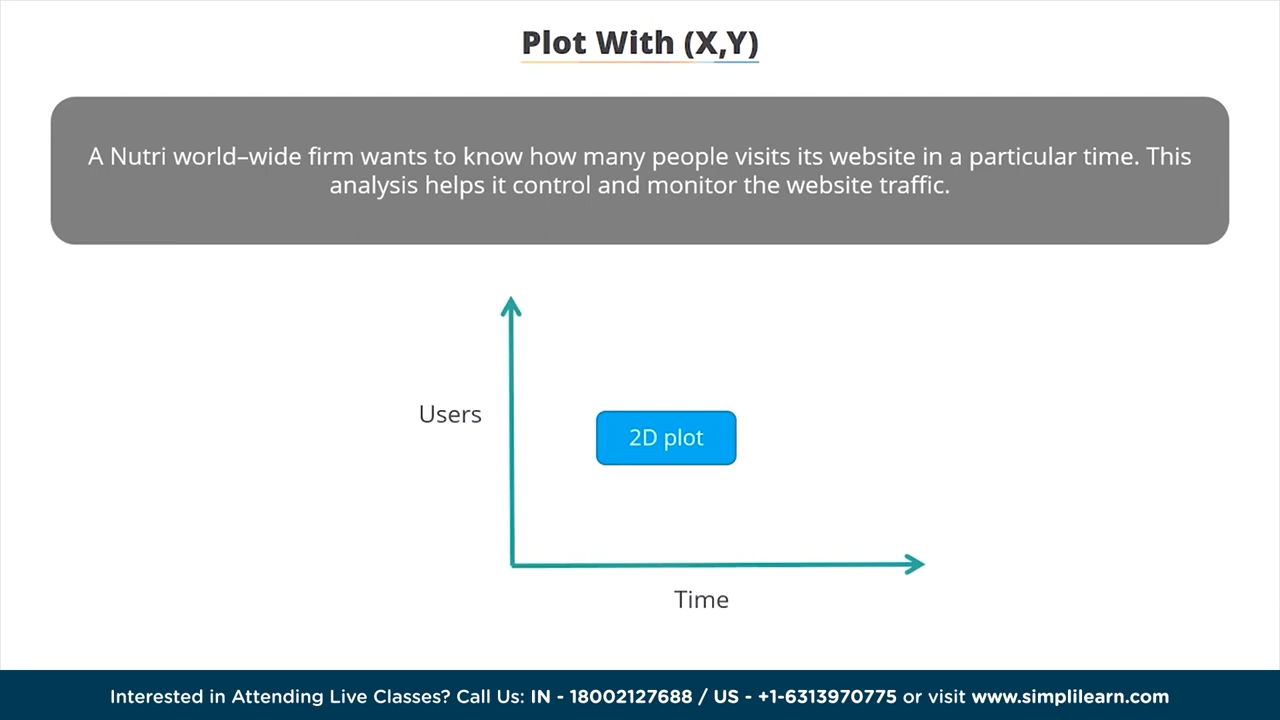 Plot With (X,Y)
A Nutri world–wide firm wants to know how many people visits its website in a particular time. This
analysis helps it control and monitor the website traffic.
Users
2D plot
Time
Interested in Attending Live Classes? Call Us: IN - 18002127688 / US - +1-6313970775 or visit www.simplilearn.com